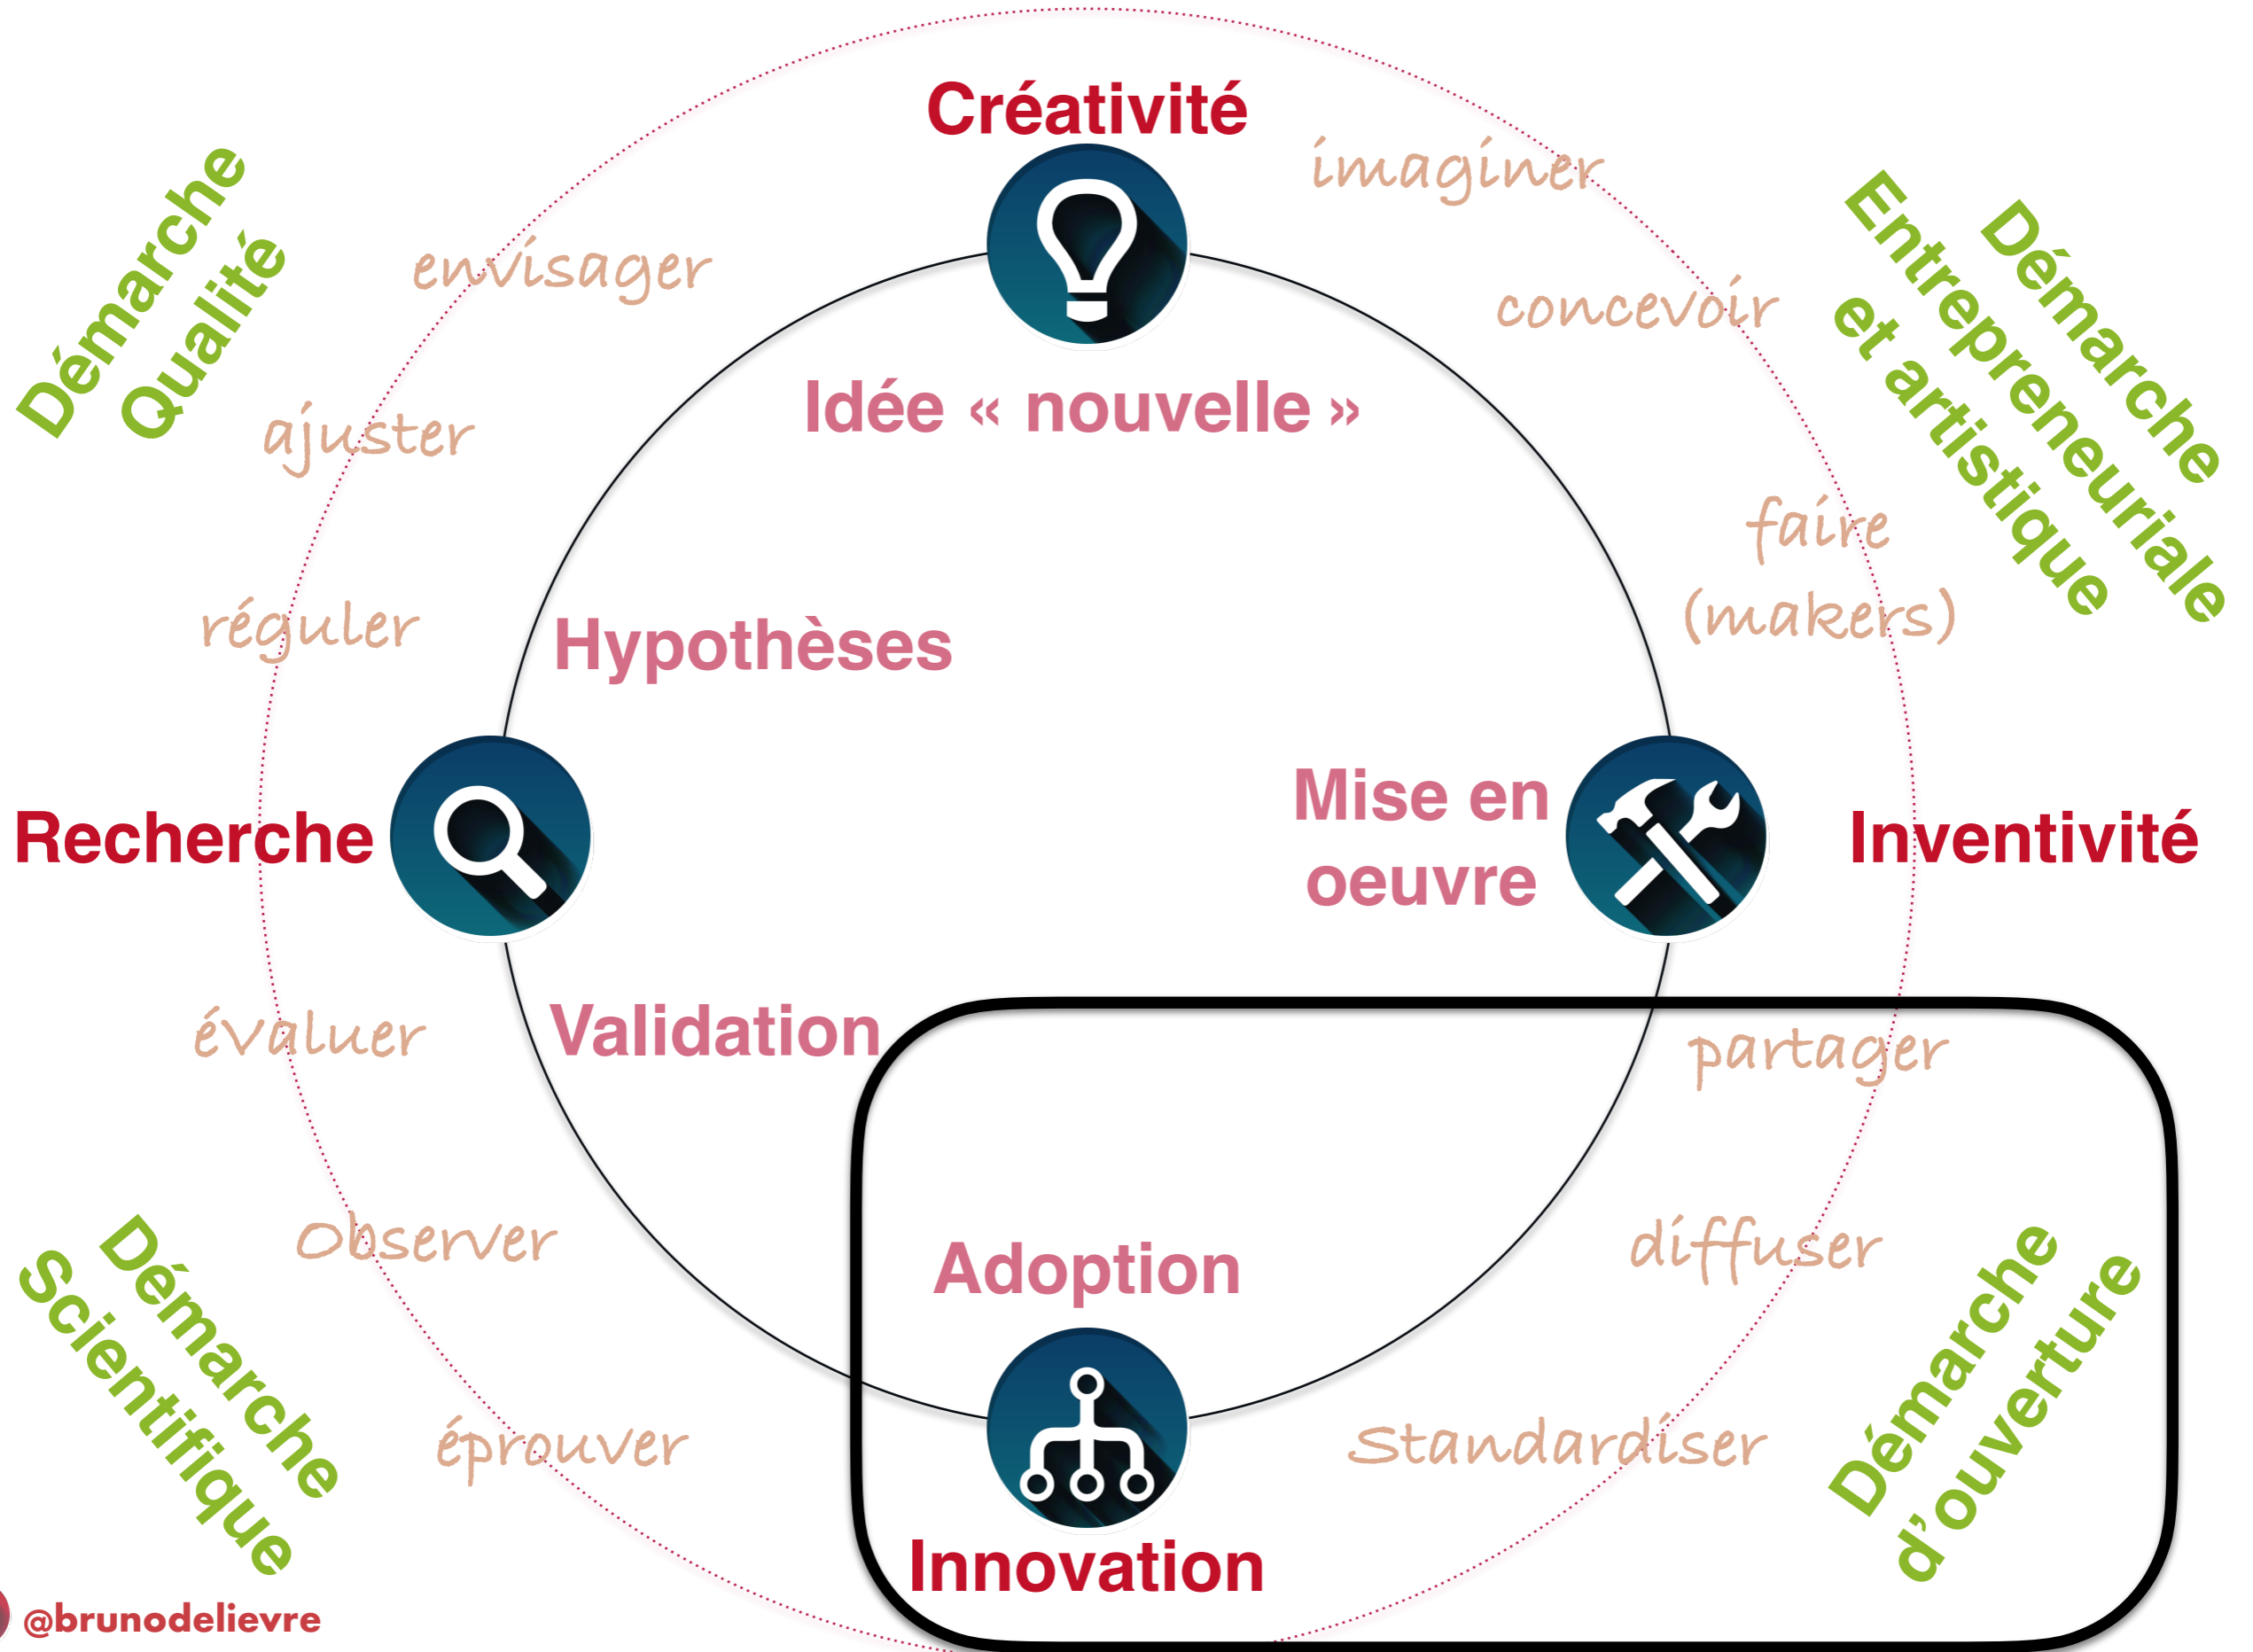 Créativité
imaginer
Démarche
Qualité
envisager
Démarche
Entrepreneuriale
et artistique
concevoir
Idée « nouvelle »
ajuster
faire
(makers)
réguler
Hypothèses
Mise en
oeuvre
Recherche
Inventivité
évaluer
Validation
partager
Observer
Adoption
diffuser
Démarche
Scientifique
Démarche
d'ouverture
éprouver
Standardiser
Innovation
@brunodelievre